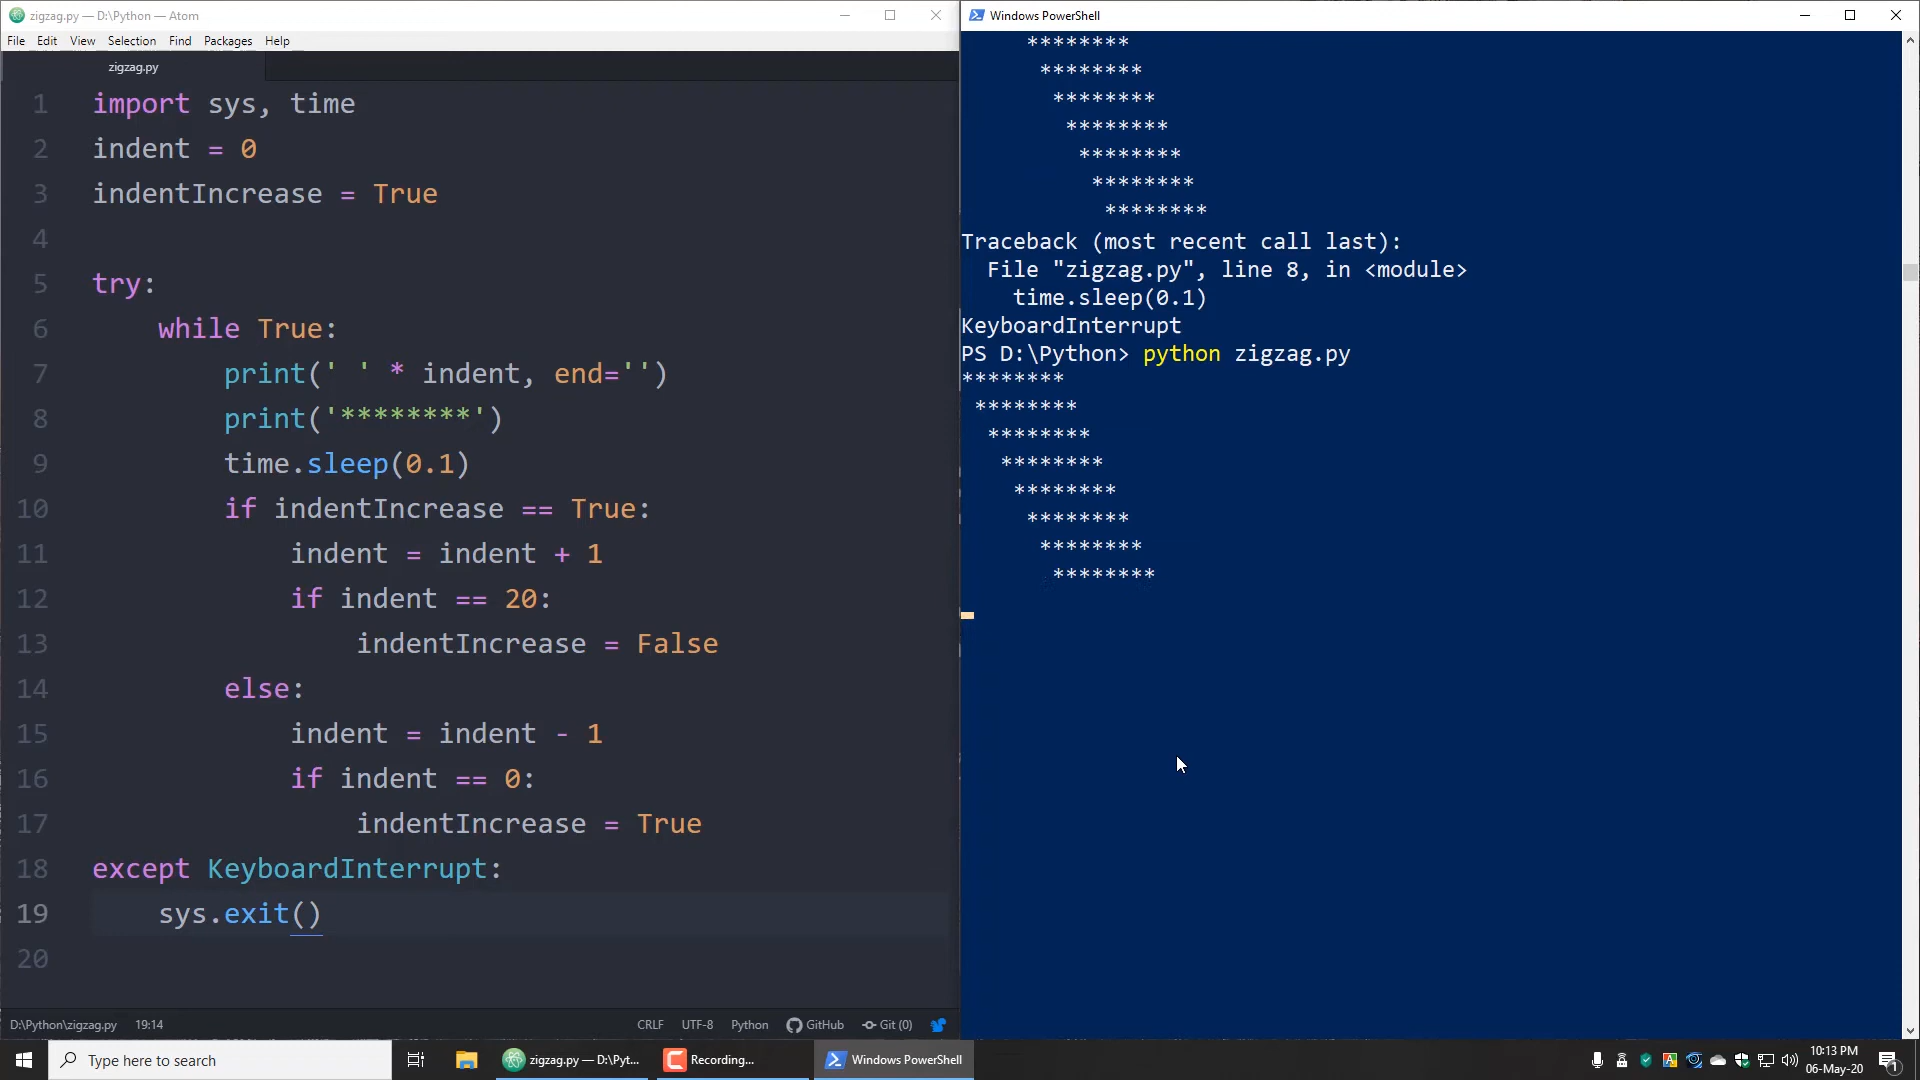 zigzag.py — D:\Python — Atom
File Edit View Selection Find Packages Help
zigzag.py
1 import sys, time
2 indent = 0
3 indentIncrease = True
4
5 try:
6     while True:
7         print(' ' * indent, end='')
8         print('********')
9         time.sleep(0.1)
10         if indentIncrease == True:
11             indent = indent + 1
12             if indent == 20:
13                 indentIncrease = False
14         else:
15             indent = indent - 1
16             if indent == 0:
17                 indentIncrease = True
18 except KeyboardInterrupt:
19     sys.exit()
20
D:\Python\zigzag.py 19:14 CRLF UTF-8 Python GitHub Git (0)
Windows PowerShell
     ********
      ********
       ********
        ********
         ********
          ********
           ********
Traceback (most recent call last):
  File "zigzag.py", line 8, in <module>
    time.sleep(0.1)
KeyboardInterrupt
PS D:\Python> python zigzag.py
********
 ********
  ********
   ********
    ********
     ********
      ********
       ********
Type here to search
zigzag.py — D:\Pyt...
Recording...
Windows PowerShell
10:13 PM
06-May-20
1